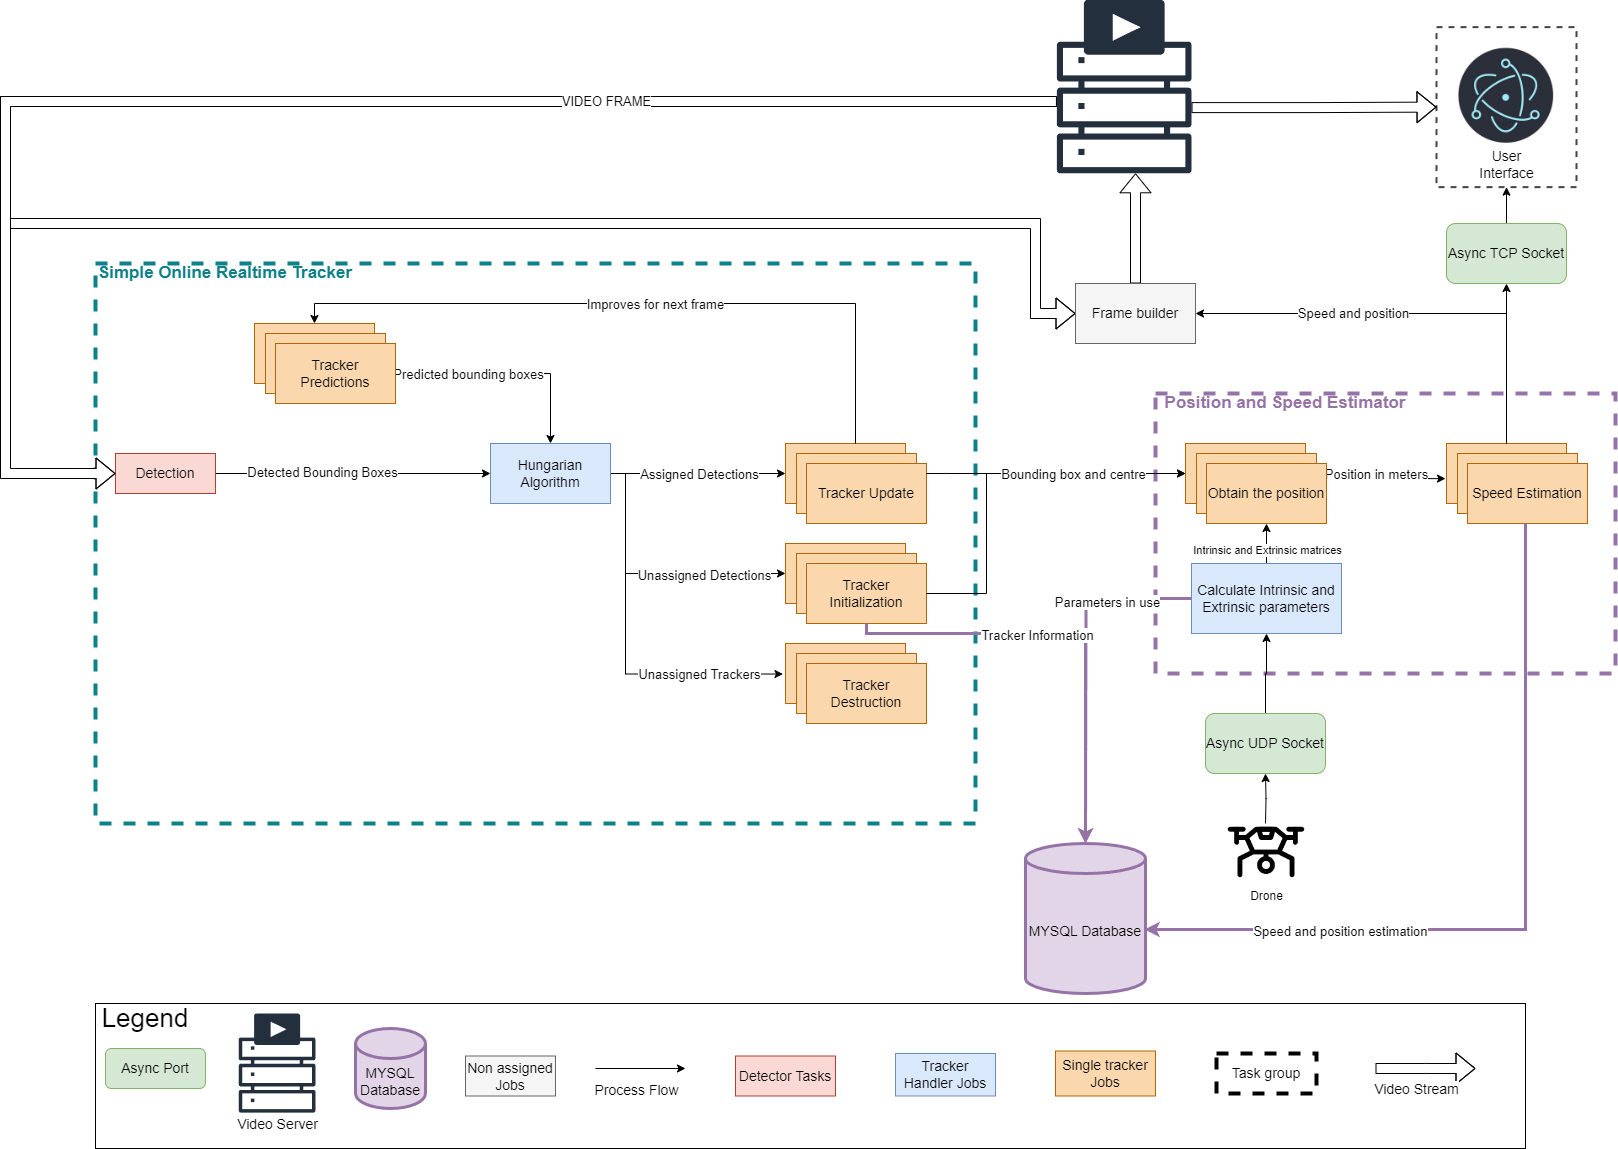 VIDEO FRAME
User
Interface
Async TCP Socket
Simple Online Realtime Tracker
Improves for next frame
Frame builder
Speed and position
Tracker
Predictions
Predicted bounding boxes
Position and Speed Estimator
Detection
Detected Bounding Boxes
Hungarian
Algorithm
Assigned Detections
Tracker Update
Bounding box and centre
Obtain the position
Position in meters
Speed Estimation
Intrinsic and Extrinsic matrices
Unassigned Detections
Tracker
Initialization
Parameters in use
Calculate Intrinsic and
Extrinsic parameters
Tracker Information
Unassigned Trackers
Tracker
Destruction
Async UDP Socket
Drone
MYSQL Database
Speed and position estimation
Legend
Async Port
Video Server
MYSQL
Database
Non assigned
Jobs
Process Flow
Detector Tasks
Tracker
Handler Jobs
Single tracker
Jobs
Task group
Video Stream